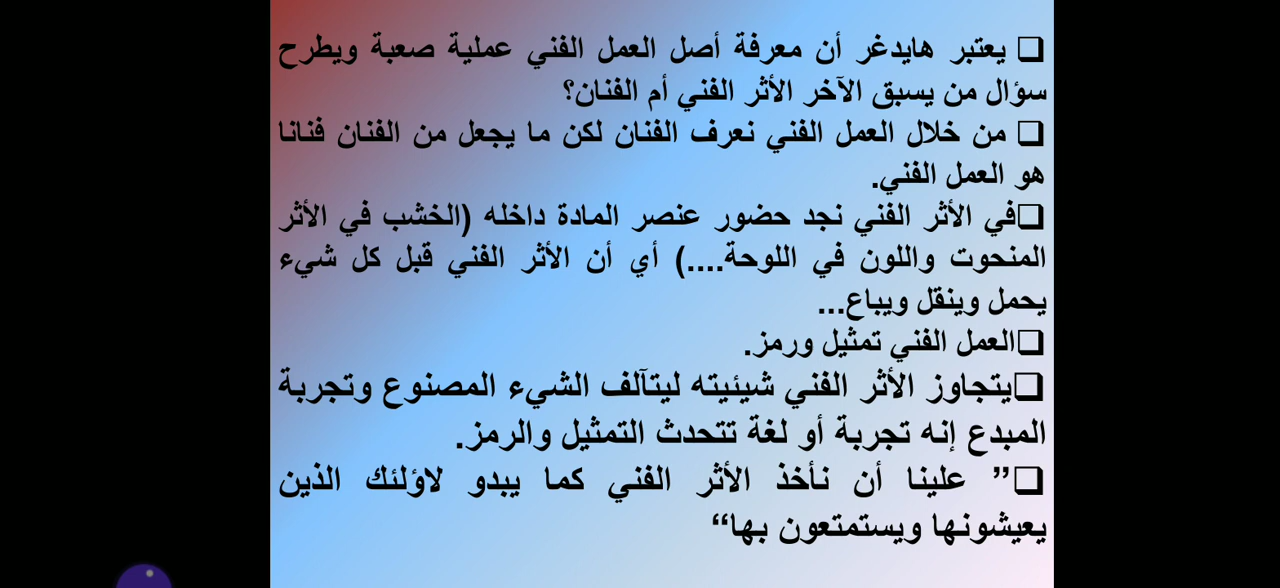 ❑ يعتبر هايدغر أن معرفة أصل العمل الفني عملية صعبة ويطرح
سؤال من يسبق الآخر الأثر الفني أم الفنان؟
❑ من خلال العمل الفني نعرف الفنان لكن ما يجعل من الفنان فنانا
هو العمل الفني.
❑في الأثر الفني نجد حضور عنصر المادة داخله (الخشب في الأثر
المنحوت واللون في اللوحة....) أي أن الأثر الفني قبل كل شيء
يحمل وينقل ويباع...
❑العمل الفني تمثيل ورمز.
❑يتجاوز الأثر الفني شيئيته ليتآلف الشيء المصنوع وتجربة
المبدع إنه تجربة أو لغة تتحدث التمثيل والرمز.
❑” علينا أن نأخذ الأثر الفني كما يبدو لاؤلئك الذين
يعيشونها ويستمتعون بها“